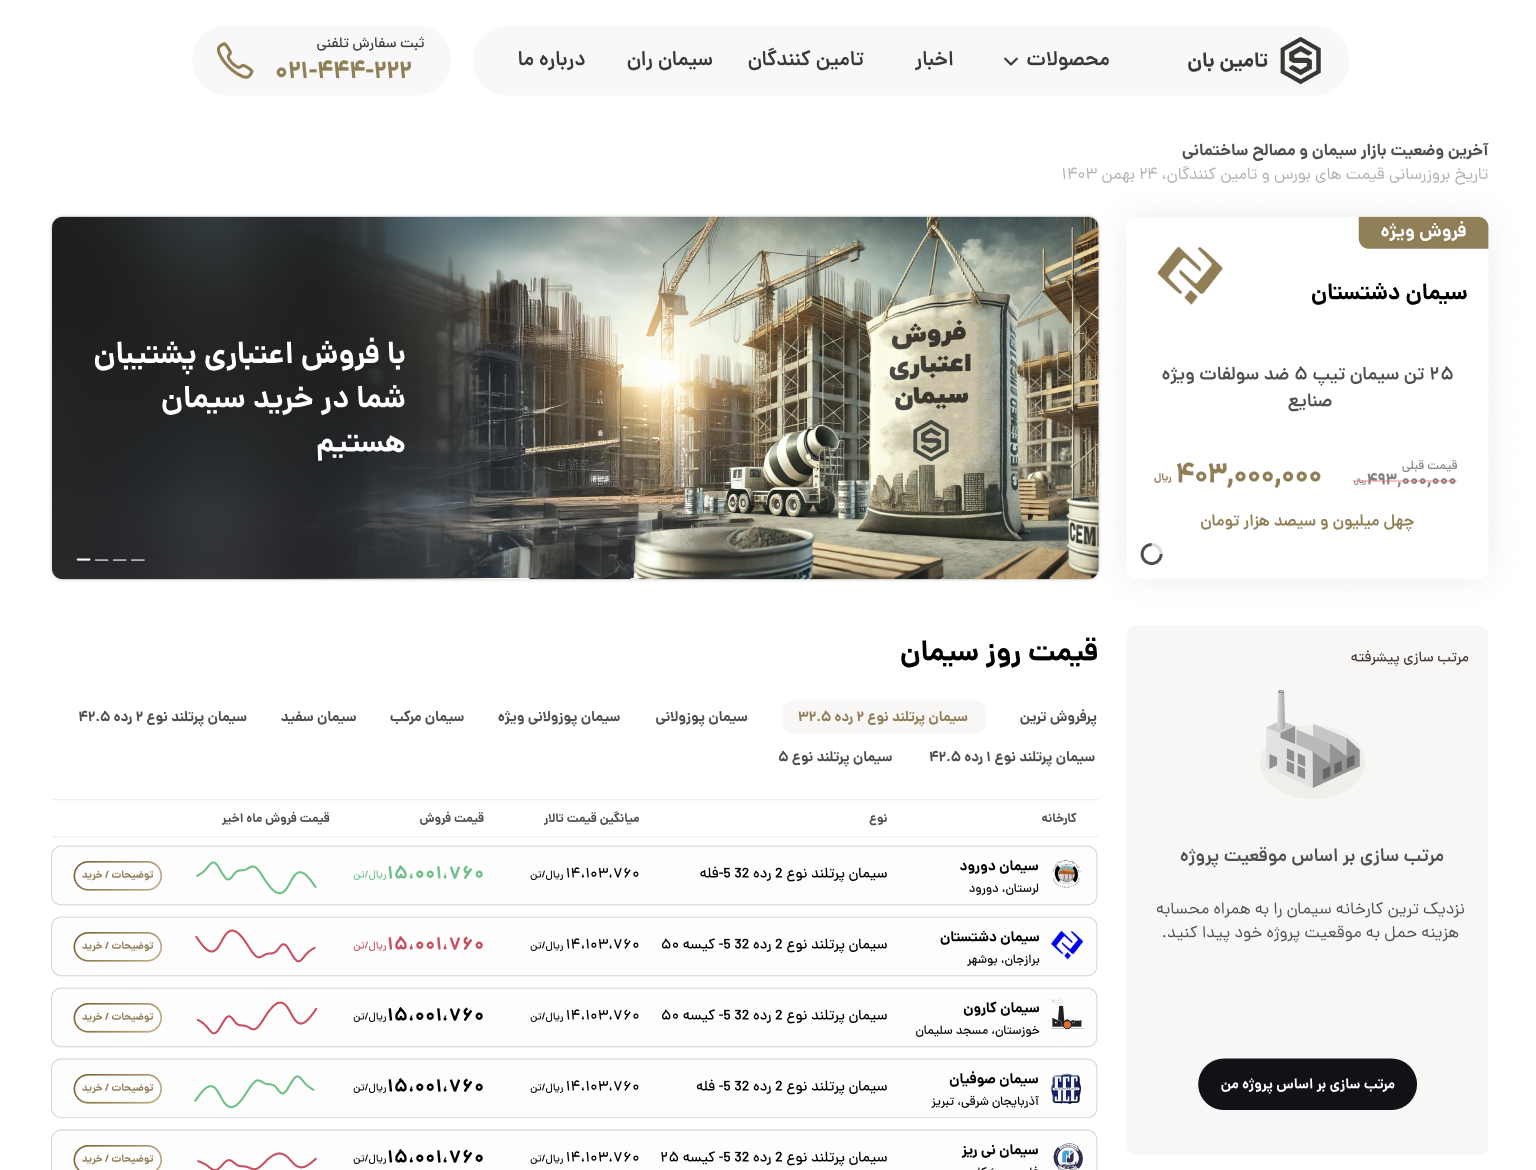 تامین بان
محصولات
اخبار
تامین کنندگان
سیمان ران
درباره ما
ثبت سفارش تلفنی
۰۲۱-۴۴۴-۲۲۲
آخرین وضعیت بازار سیمان و مصالح ساختمانی
تاریخ بروزرسانی قیمت های بورس و تامین کنندگان، ۲۴ بهمن ۱۴۰۳
فروش ویژه
سیمان دشتستان
۲۵ تن سیمان تیپ ۵ ضد سولفات ویژه
صنایع
قیمت قبلی
۴۹۳,۰۰۰,۰۰۰ ریال
۴۰۳,۰۰۰,۰۰۰ ریال
چهل میلیون و سیصد هزار تومان
با فروش اعتباری پشتیبان
شما در خرید سیمان
هستیم
فروش
اعتباری
سیمان
CEM
قیمت روز سیمان
پرفروش ترین
سیمان پرتلند نوع ۲ رده ۳۲.۵
سیمان پوزولانی
سیمان پوزولانی ویژه
سیمان مرکب
سیمان سفید
سیمان پرتلند نوع ۲ رده ۴۲.۵
سیمان پرتلند نوع ۱ رده ۴۲.۵
سیمان پرتلند نوع ۵
کارخانه
نوع
میانگین قیمت تالار
قیمت فروش
قیمت فروش ماه اخیر
سیمان دورود
لرستان، دورود
سیمان پرتلند نوع 2 رده 32 5-فله
۱۴،۱۰۳،۷۶۰ ریال/تن
۱۵،۰۰۱،۷۶۰ ریال/تن
توضیحات / خرید
سیمان دشتستان
برازجان، بوشهر
سیمان پرتلند نوع 2 رده 32 5- کیسه ۵۰
۱۴،۱۰۳،۷۶۰ ریال/تن
۱۵،۰۰۱،۷۶۰ ریال/تن
توضیحات / خرید
سیمان کارون
خوزستان، مسجد سلیمان
سیمان پرتلند نوع 2 رده 32 5- کیسه ۵۰
۱۴،۱۰۳،۷۶۰ ریال/تن
۱۵،۰۰۱،۷۶۰ ریال/تن
توضیحات / خرید
سیمان صوفیان
آذربایجان شرقی، تبریز
سیمان پرتلند نوع 2 رده 32 5- فله
۱۴،۱۰۳،۷۶۰ ریال/تن
۱۵،۰۰۱،۷۶۰ ریال/تن
توضیحات / خرید
سیمان نی ریز
سیمان پرتلند نوع 2 رده 32 5- کیسه ۲۵
۱۴،۱۰۳،۷۶۰ ریال/تن
۱۵،۰۰۱،۷۶۰ ریال/تن
توضیحات / خرید
مرتب سازی پیشرفته
مرتب سازی بر اساس موقعیت پروژه
نزدیک ترین کارخانه سیمان را به همراه محسابه
هزینه حمل به موقعیت پروژه خود پیدا کنید.
مرتب سازی بر اساس پروژه من